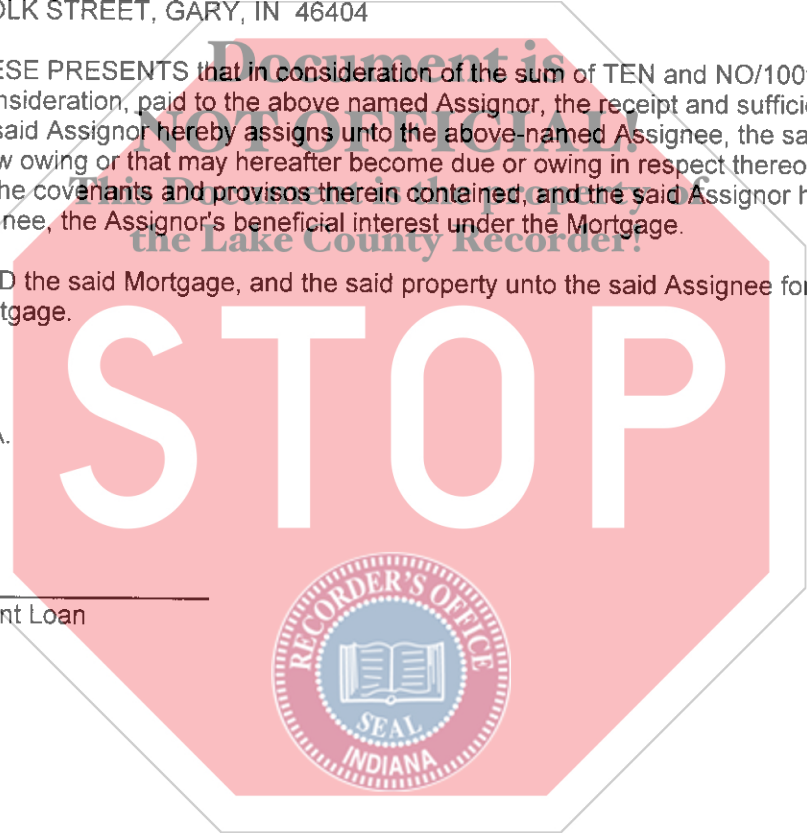 OLK STREET, GARY, IN 46404
Document is
ESE PRESENTS that in consideration of the sum of TEN and NO/100
nsideration, paid to the above named Assignor, the receipt and suffici
NOT OFFICIAL!
said Assignor hereby assigns unto the above-named Assignee, the sa
w owing or that may hereafter become due or owing in respect thereo
This Document is the property of
he covenants and provisos therein contained, and the said Assignor h
nee, the Assignor's beneficial interest under the Mortgage.
the Lake County Recorder!
D the said Mortgage, and the said property unto the said Assignee for
tgage.
STOP
A.
nt Loan
RECORDER'S OFFICE
SEAL
INDIANA